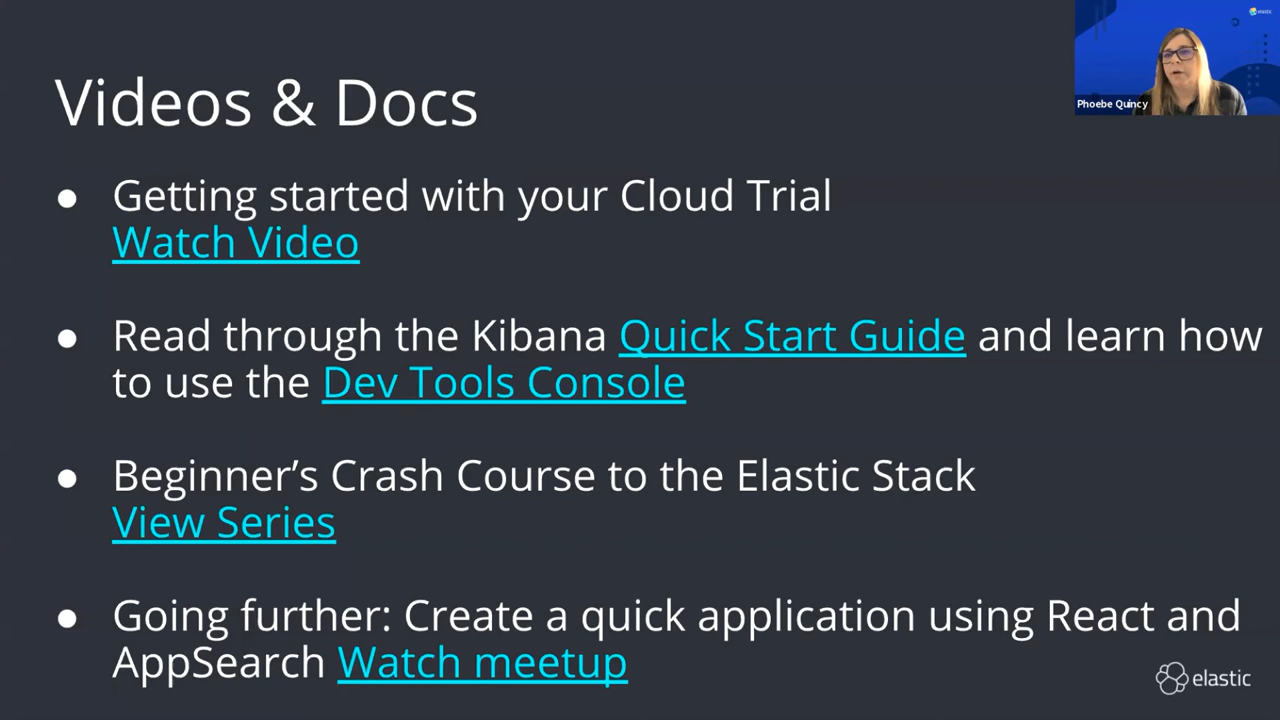 elastic
Phoebe Quincy
Videos & Docs
● Getting started with your Cloud Trial
Watch Video
● Read through the Kibana Quick Start Guide and learn how
to use the Dev Tools Console
● Beginner’s Crash Course to the Elastic Stack
View Series
● Going further: Create a quick application using React and
AppSearch Watch meetup
elastic